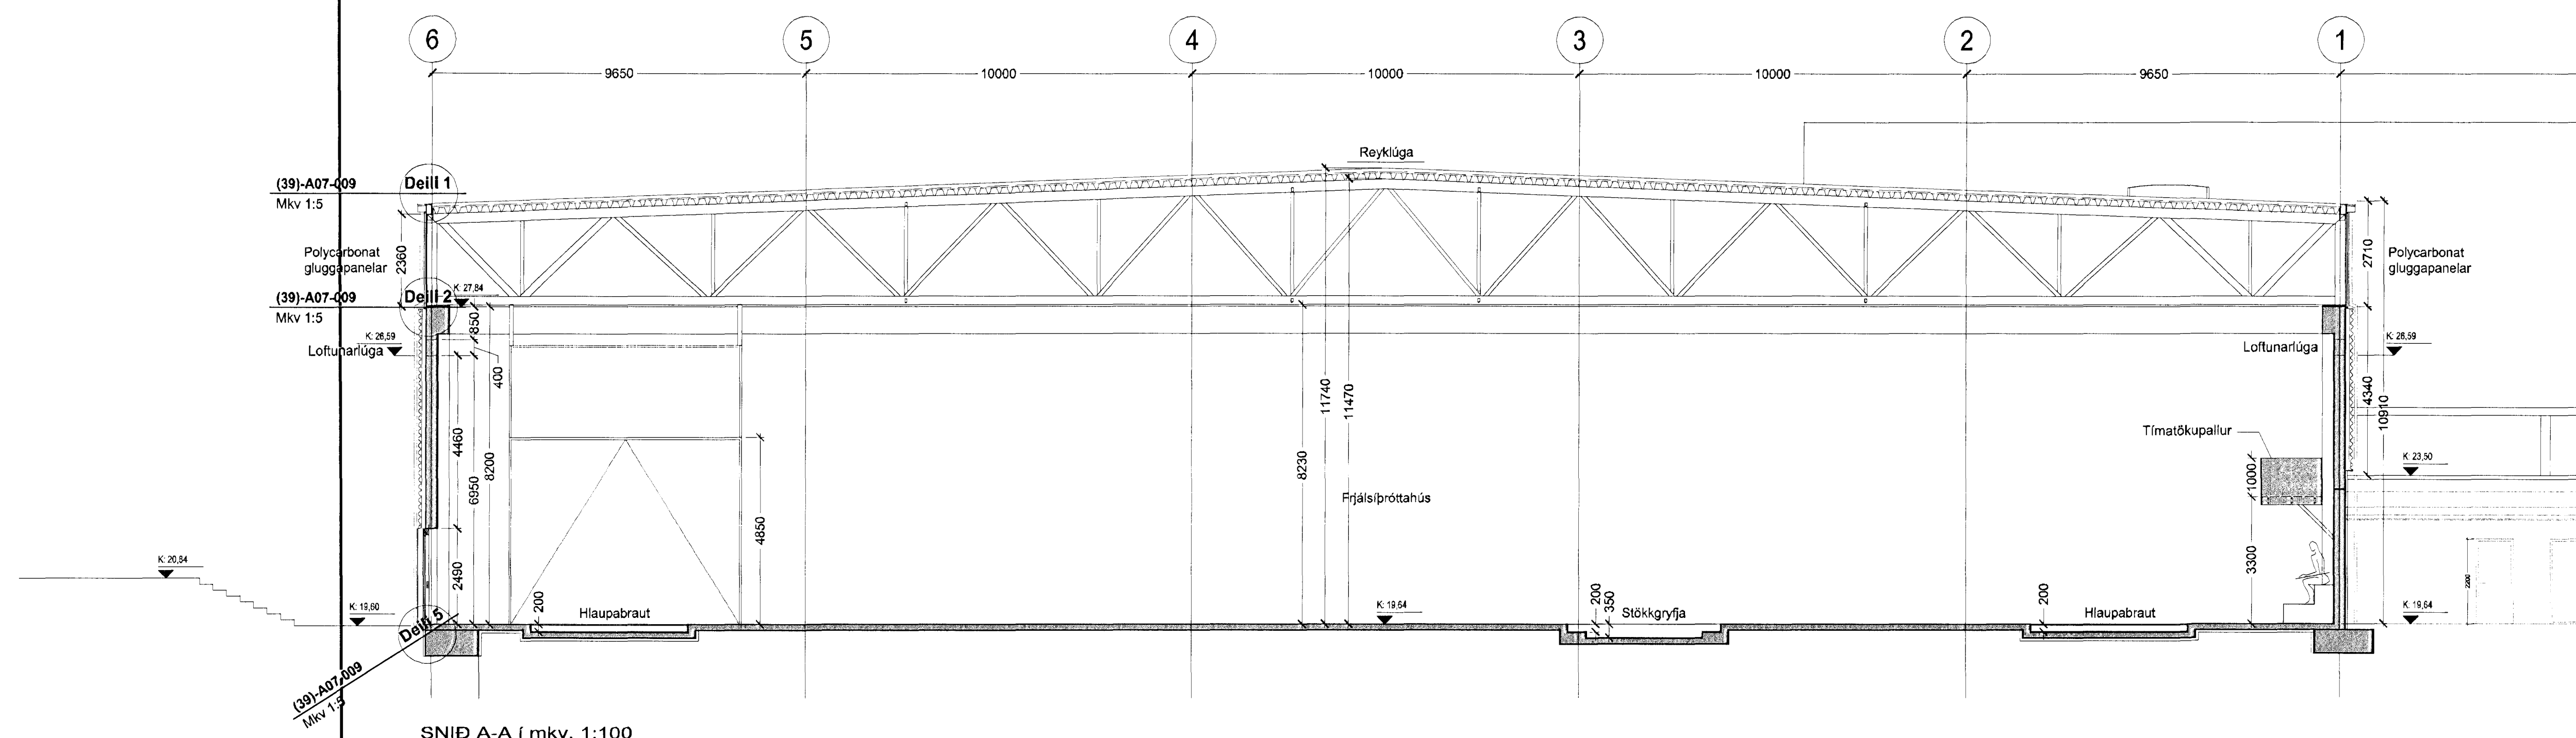 6
5
4
3
2
1
9650
10000
10000
10000
9650
Reyklúga
(39)-A07-009
Mkv 1:5
Deili 1
Polycarbonat
gluggapanelar
2360
2710
Polycarbonat
gluggapanelar
(39)-A07-009
Mkv 1:5
Deili 2
K: 27,84
850
K: 26,59
Loftunarlúga
400
Loftunarlúga
K: 26,59
11740
11470
4340
10910
4460
6950
8200
8230
4850
Tímatökupallur
1000
K: 23,50
Frjálsíþróttahús
K: 20,84
2490
3300
2200
K: 19,60
200
Hlaupabraut
K: 19,64
200
350
Stökkgryfja
200
Hlaupabraut
K: 19,64
Deili 5
(39)-A07-009
Mkv 1:5
SNIÐ A-A í mkv. 1:100